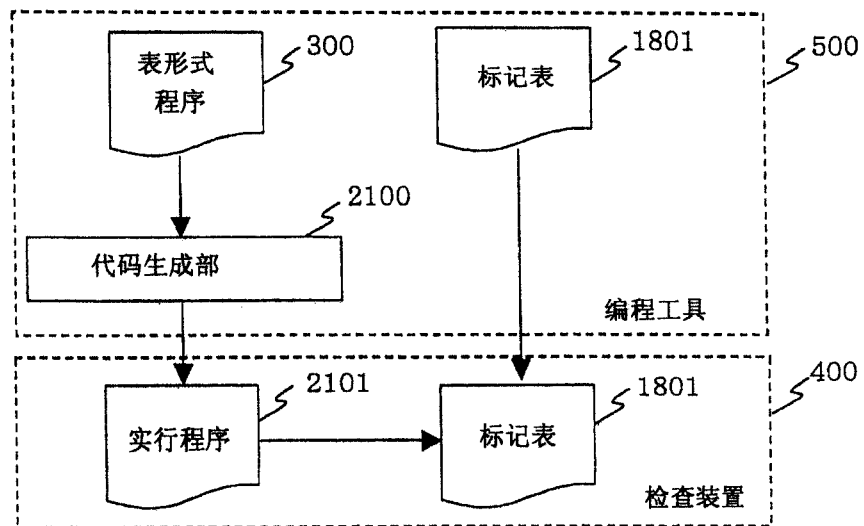 表形式
程序
300
标记表
1801
500
2100
代码生成部
编程工具
实行程序
2101
标记表
1801
400
检查装置